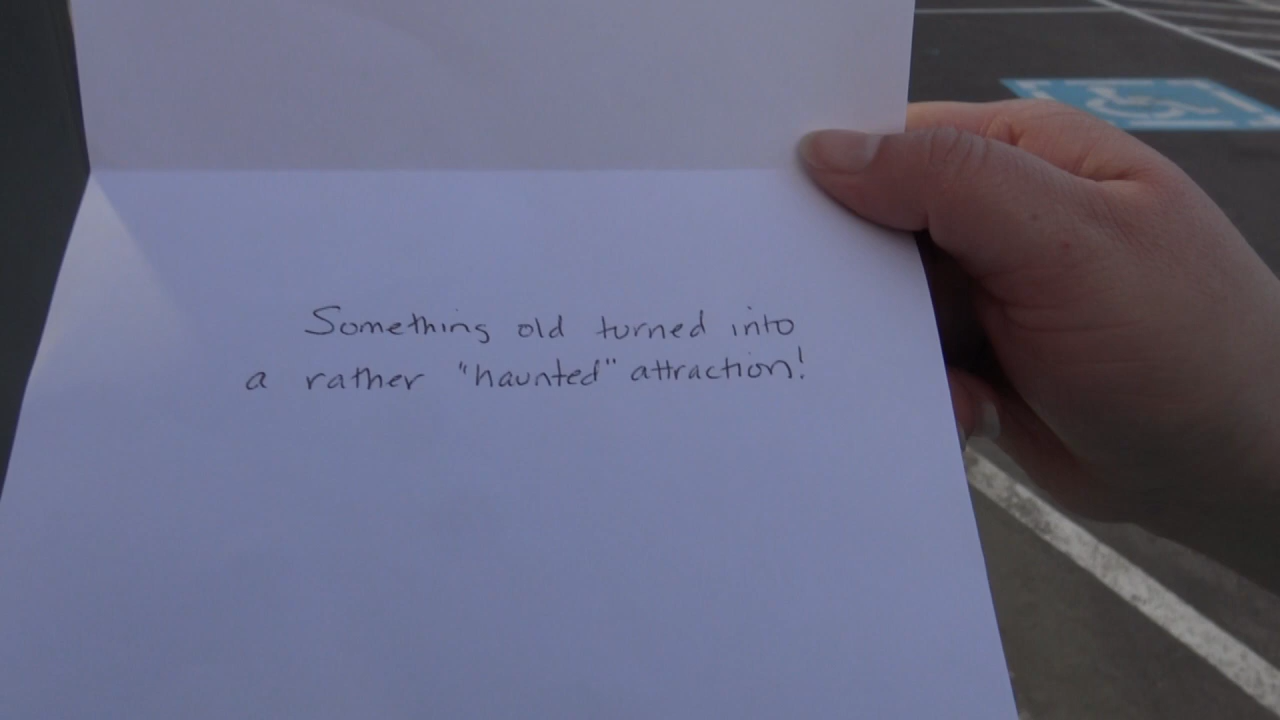 Something old turned into
a rather "haunted" attraction!